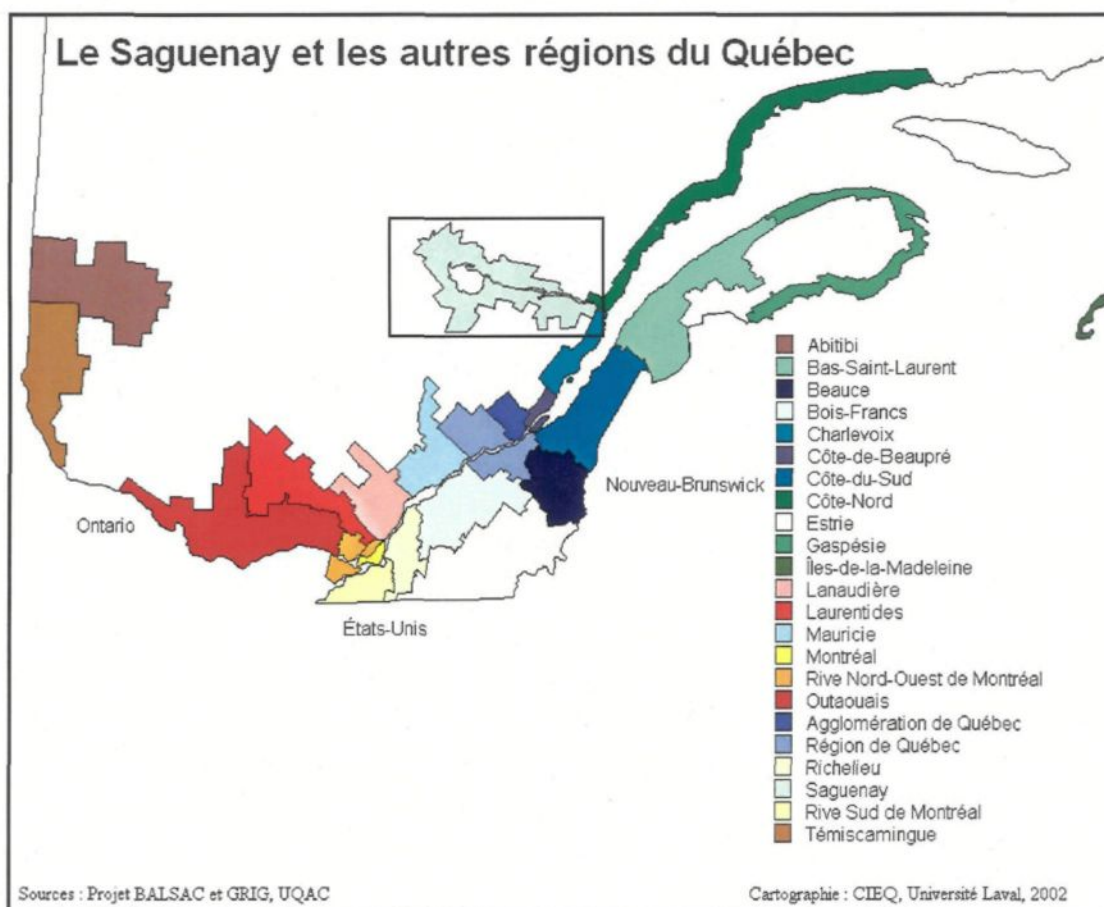 Le Saguenay et les autres régions du Québec
Abitibi
Bas-Saint-Laurent
Beauce
Bois-Francs
Charlevoix
Côte-de-Beaupré
Côte-du-Sud
Côte-Nord
Estrie
Gaspésie
Îles-de-la-Madeleine
Lanaudière
Laurentides
Mauricie
Montréal
Rive Nord-Ouest de Montréal
Outaouais
Agglomération de Québec
Région de Québec
Richelieu
Saguenay
Rive Sud de Montréal
Témiscamingue
Nouveau-Brunswick
Ontario
États-Unis
Sources : Projet BALSAC et GRIG, UQAC
Cartographie : CIEQ, Université Laval, 2002